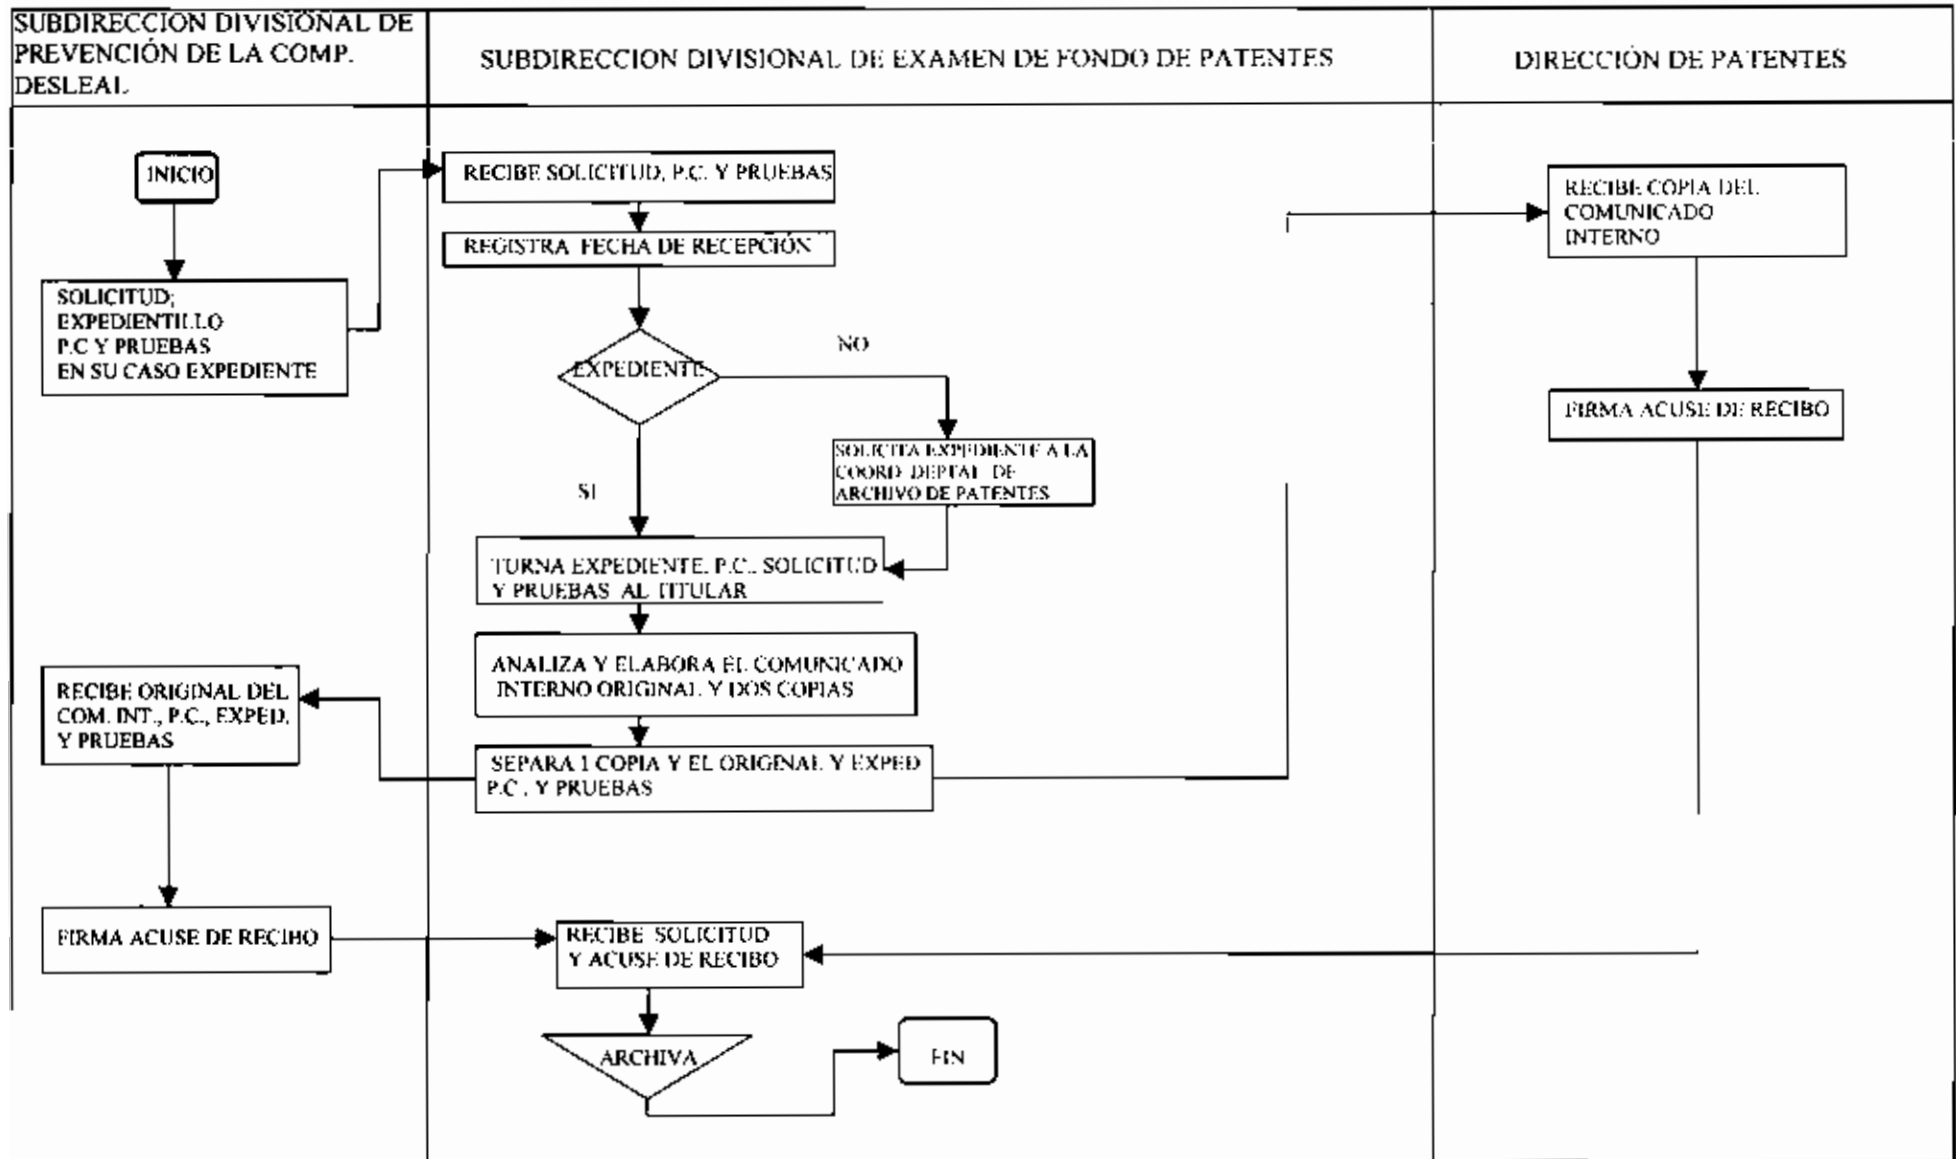 SUBDIRECCION DIVISIONAL DE
PREVENCIÓN DE LA COMP.
DESLEAL
SUBDIRECCION DIVISIONAL DE EXAMEN DE FONDO DE PATENTES
DIRECCIÓN DE PATENTES
INICIO
SOLICITUD;
EXPEDIENTILLO
P.C Y PRUEBAS
EN SU CASO EXPEDIENTE
RECIBE SOLICITUD, P.C. Y PRUEBAS
REGISTRA FECHA DE RECEPCIÓN
EXPEDIENTE
NO
SOLICITA EXPEDIENTE A LA
COORD DEPTAL DE
ARCHIVO DE PATENTES
SI
TURNA EXPEDIENTE, P.C., SOLICITUD
Y PRUEBAS AL TITULAR
ANALIZA Y ELABORA EL COMUNICADO
INTERNO ORIGINAL Y DOS COPIAS
SEPARA 1 COPIA Y EL ORIGINAL Y EXPED
P.C., Y PRUEBAS
RECIBE COPIA DEL
COMUNICADO
INTERNO
FIRMA ACUSE DE RECIBO
RECIBE ORIGINAL DEL
COM. INT., P.C., EXPED.
Y PRUEBAS
FIRMA ACUSE DE RECIBO
RECIBE SOLICITUD
Y ACUSE DE RECIBO
ARCHIVA
FIN